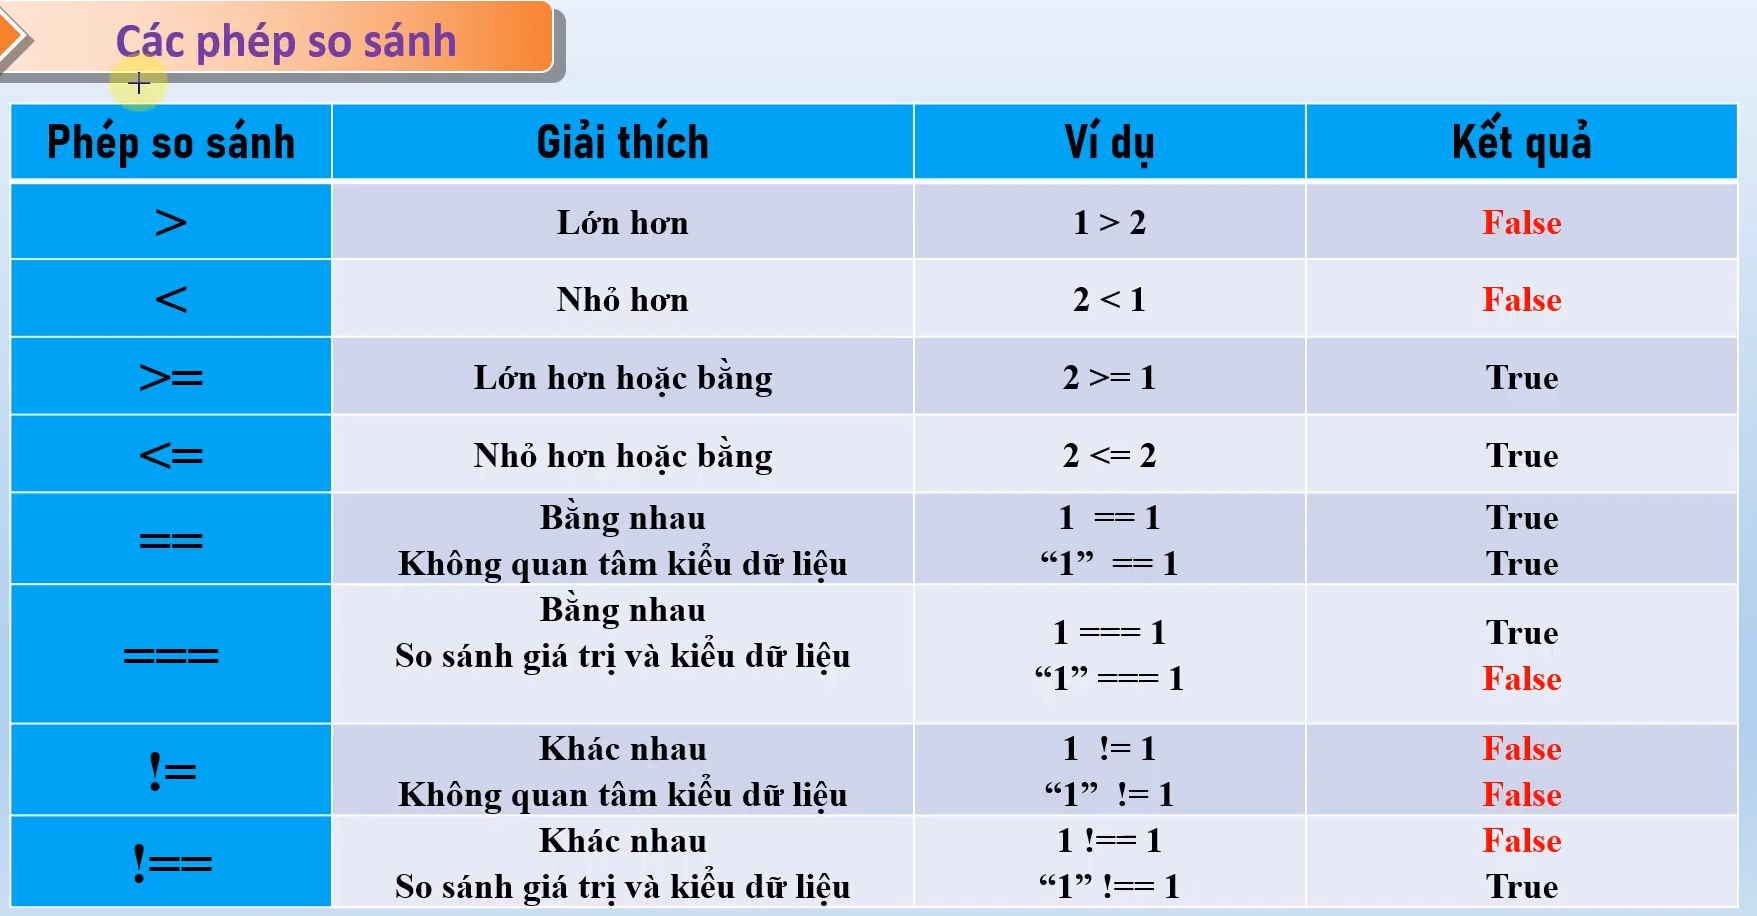 Các phép so sánh
Phép so sánh Giải thích Ví dụ Kết quả
> Lớn hơn 1 > 2 False
< Nhỏ hơn 2 < 1 False
>= Lớn hơn hoặc bằng 2 >= 1 True
<= Nhỏ hơn hoặc bằng 2 <= 2 True
== Bằng nhau 1 == 1 True
Không quan tâm kiểu dữ liệu “1” == 1 True
=== Bằng nhau 1 === 1 True
So sánh giá trị và kiểu dữ liệu “1” === 1 False
!= Khác nhau 1 != 1 False
Không quan tâm kiểu dữ liệu “1” != 1 False
!== Khác nhau 1 !== 1 False
So sánh giá trị và kiểu dữ liệu “1” !== 1 True